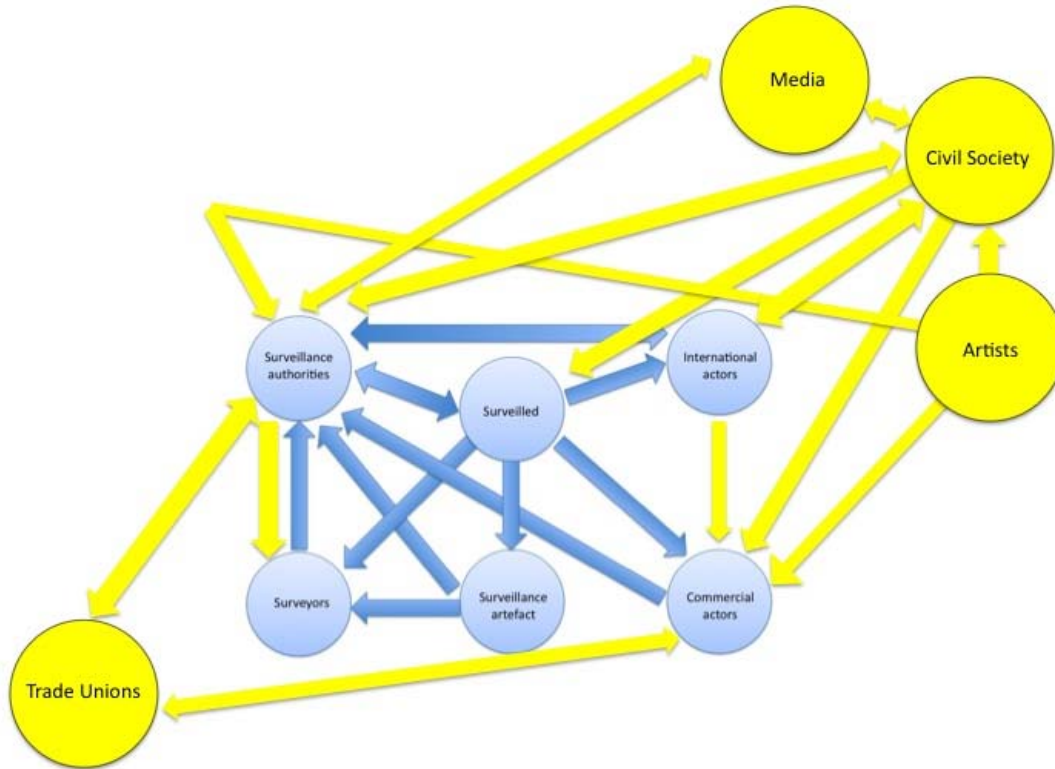 Media
Civil Society
Artists
Surveillance
authorities
International
actors
Surveilled
Surveyors
Surveillance
artefact
Commercial
actors
Trade Unions